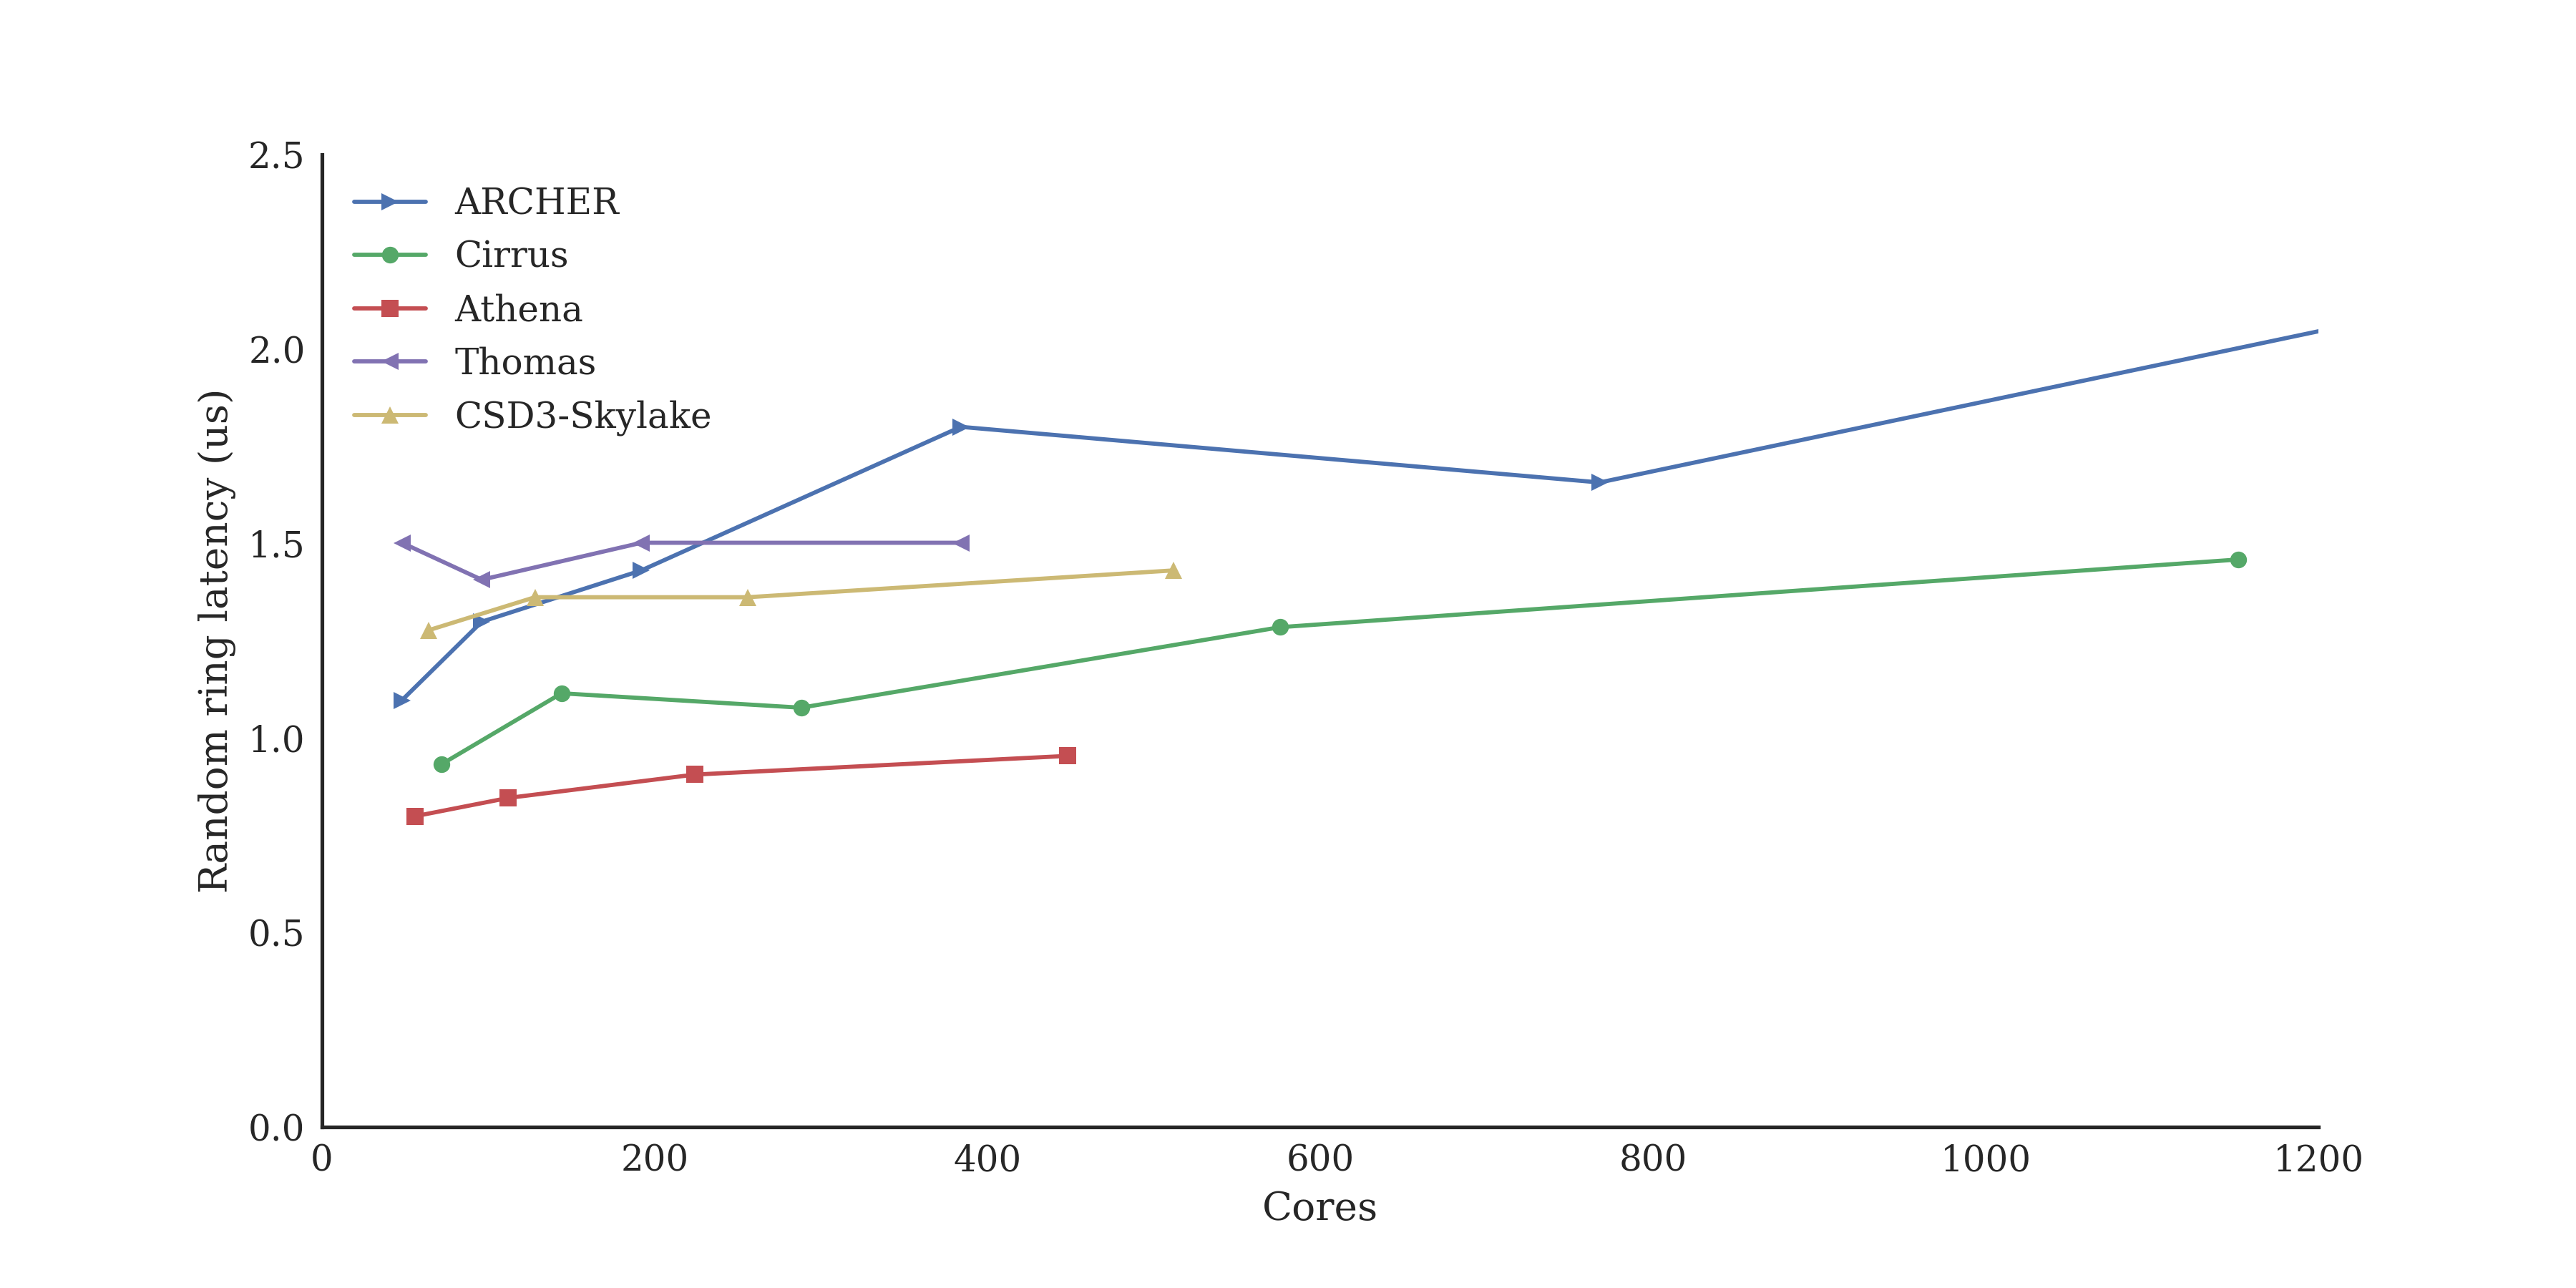 2.5
2.0
1.5
1.0
0.5
0.0
Random ring latency (us)
ARCHER
Cirrus
Athena
Thomas
CSD3-Skylake
0 200 400 600 800 1000 1200
Cores